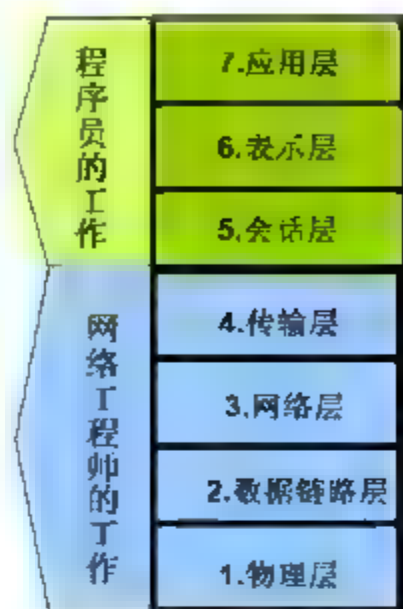 程序员的工作
7.应用层
6.表示层
5.会话层
网络工程师的工作
4.传输层
3.网络层
2.数据链路层
1.物理层